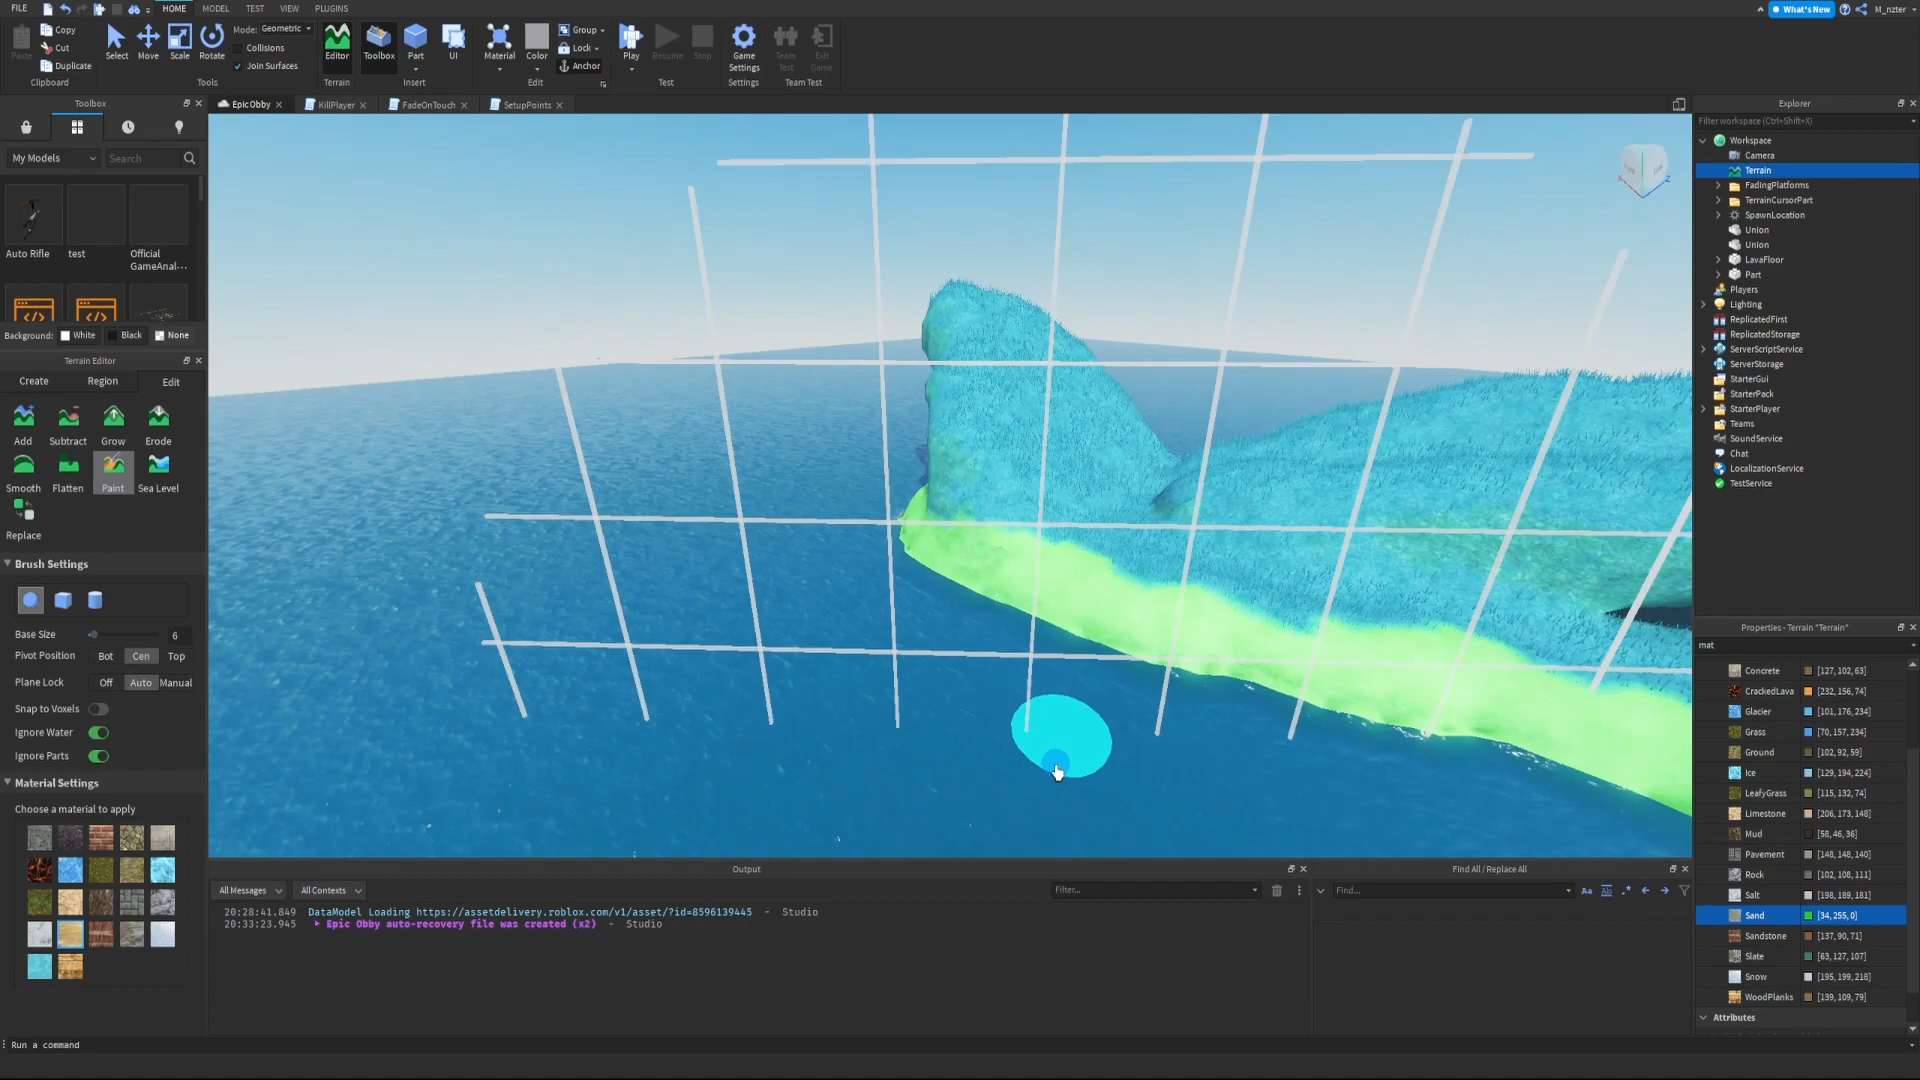 FILE HOME MODEL TEST VIEW PLUGINS What's New M_nzter
Paste Copy Cut Duplicate Clipboard
Select Move Scale Rotate Mode: Geometric Collisions Join Surfaces Tools
Editor Terrain
Toolbox Part UI Insert
Material Color Group Lock Anchor Edit
Play Resume Stop Test
Game Settings Settings
Team Test Exit Game Team Test
Toolbox
EpicObby KillPlayer FadeOnTouch SetupPoints
My Models Search
Auto Rifle test Official GameAnal...
Background: White Black None
Terrain Editor
Create Region Edit
Add Subtract Grow Erode
Smooth Flatten Paint Sea Level
Replace
Brush Settings
Base Size 6
Pivot Position Bot Cen Top
Plane Lock Off Auto Manual
Snap to Voxels
Ignore Water
Ignore Parts
Material Settings
Choose a material to apply
Output
All Messages All Contexts Filter...
20:28:41.849 DataModel Loading https://assetdelivery.roblox.com/v1/asset/?id=8596139445 - Studio
20:33:23.945 Epic Obby auto-recovery file was created (x2) - Studio
Find All / Replace All
Find... Aa Ab
Explorer
Filter workspace (Ctrl+Shift+X)
Workspace
Camera
Terrain
FadingPlatforms
TerrainCursorPart
SpawnLocation
Union
Union
LavaFloor
Part
Players
Lighting
ReplicatedFirst
ReplicatedStorage
ServerScriptService
ServerStorage
StarterGui
StarterPack
StarterPlayer
Teams
SoundService
Chat
LocalizationService
TestService
Properties - Terrain "Terrain"
mat
Concrete [127, 102, 63]
CrackedLava [232, 156, 74]
Glacier [101, 176, 234]
Grass [70, 157, 234]
Ground [102, 92, 59]
Ice [129, 194, 224]
LeafyGrass [115, 132, 74]
Limestone [206, 173, 148]
Mud [58, 46, 36]
Pavement [148, 148, 140]
Rock [102, 108, 111]
Salt [198, 189, 181]
Sand [34, 255, 0]
Sandstone [137, 90, 71]
Slate [63, 127, 107]
Snow [195, 199, 218]
WoodPlanks [139, 109, 79]
Attributes
Run a command